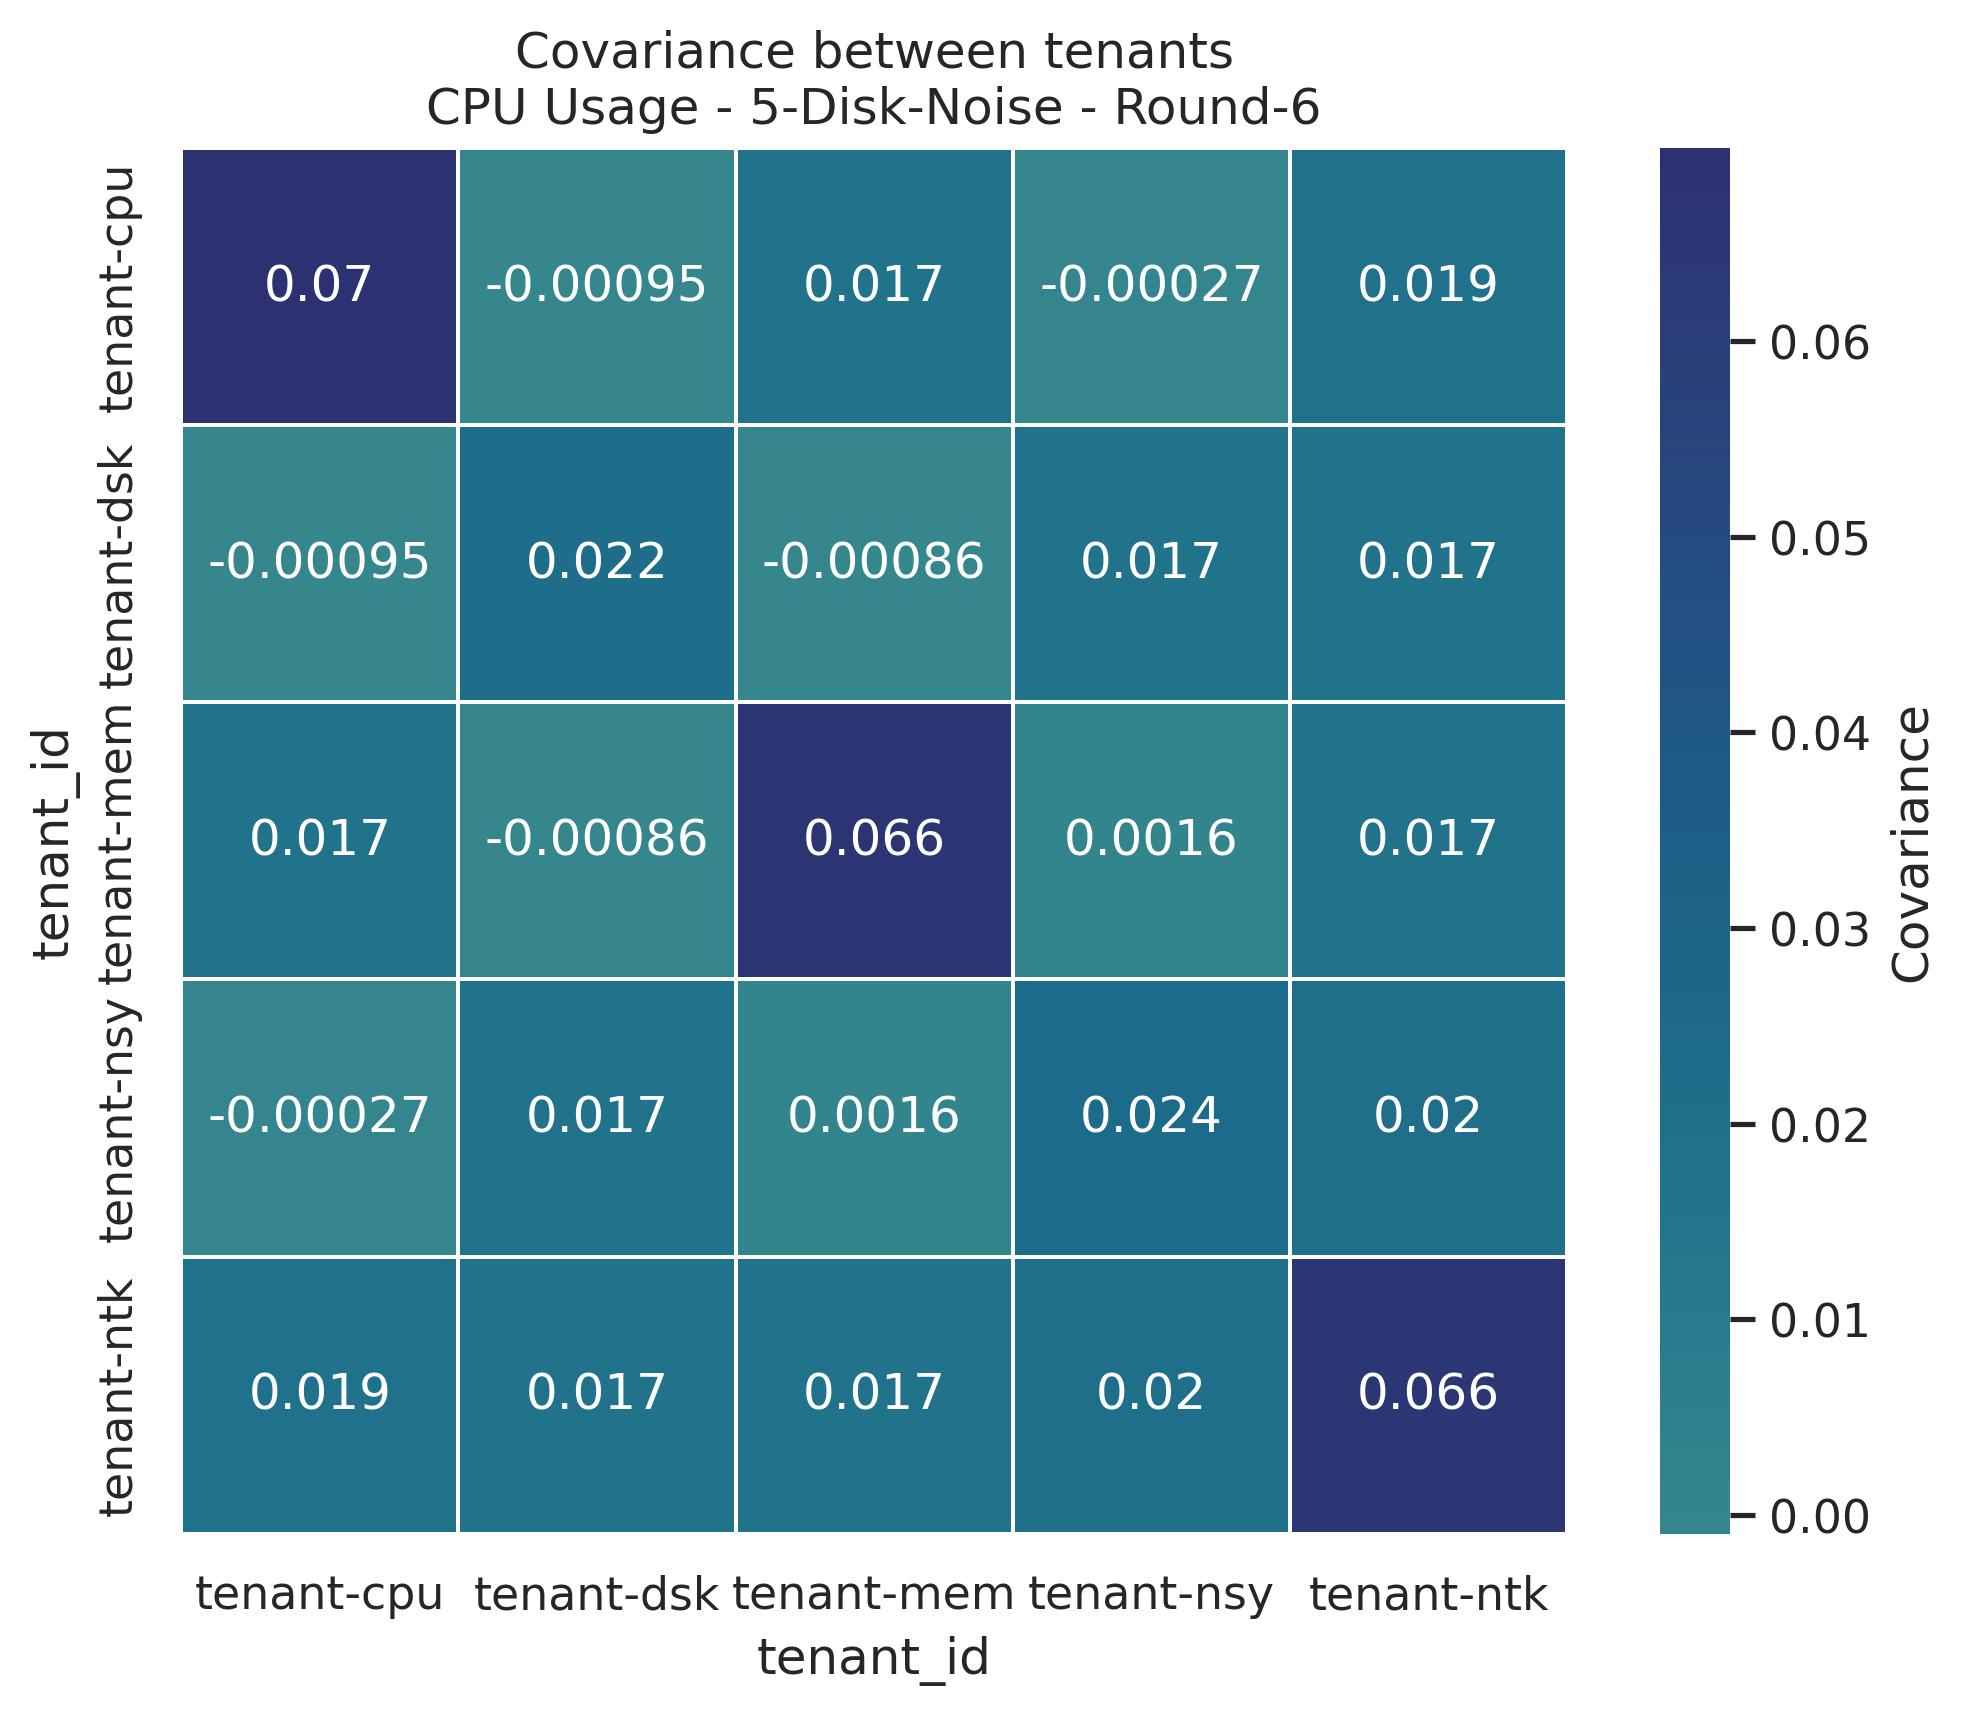 Covariance between tenants
CPU Usage - 5-Disk-Noise - Round-6
tenant_id
tenant-cpu
0.07 -0.00095 0.017 -0.00027 0.019
tenant-dsk
-0.00095 0.022 -0.00086 0.017 0.017
tenant-mem
0.017 -0.00086 0.066 0.0016 0.017
tenant-nsy
-0.00027 0.017 0.0016 0.024 0.02
tenant-ntk
0.019 0.017 0.017 0.02 0.066
tenant-cpu tenant-dsk tenant-mem tenant-nsy tenant-ntk
tenant_id
0.06
0.05
0.04
0.03
0.02
0.01
0.00
Covariance